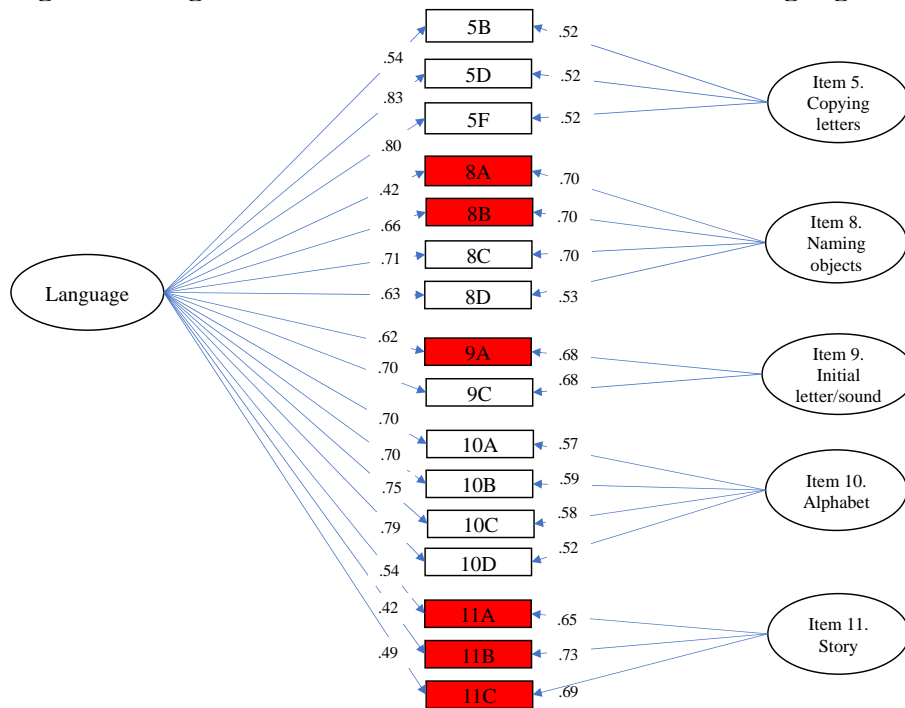 5B
5D
5F
8A
8B
8C
8D
9A
9C
10A
10B
10C
10D
11A
11B
11C
Language
.54
.83
.80
.42
.66
.71
.63
.62
.70
.70
.70
.75
.79
.54
.42
.49
.52
.52
.52
.70
.70
.70
.53
.68
.68
.57
.59
.58
.52
.65
.73
.69
Item 5.
Copying
letters
Item 8.
Naming
objects
Item 9.
Initial
letter/sound
Item 10.
Alphabet
Item 11.
Story